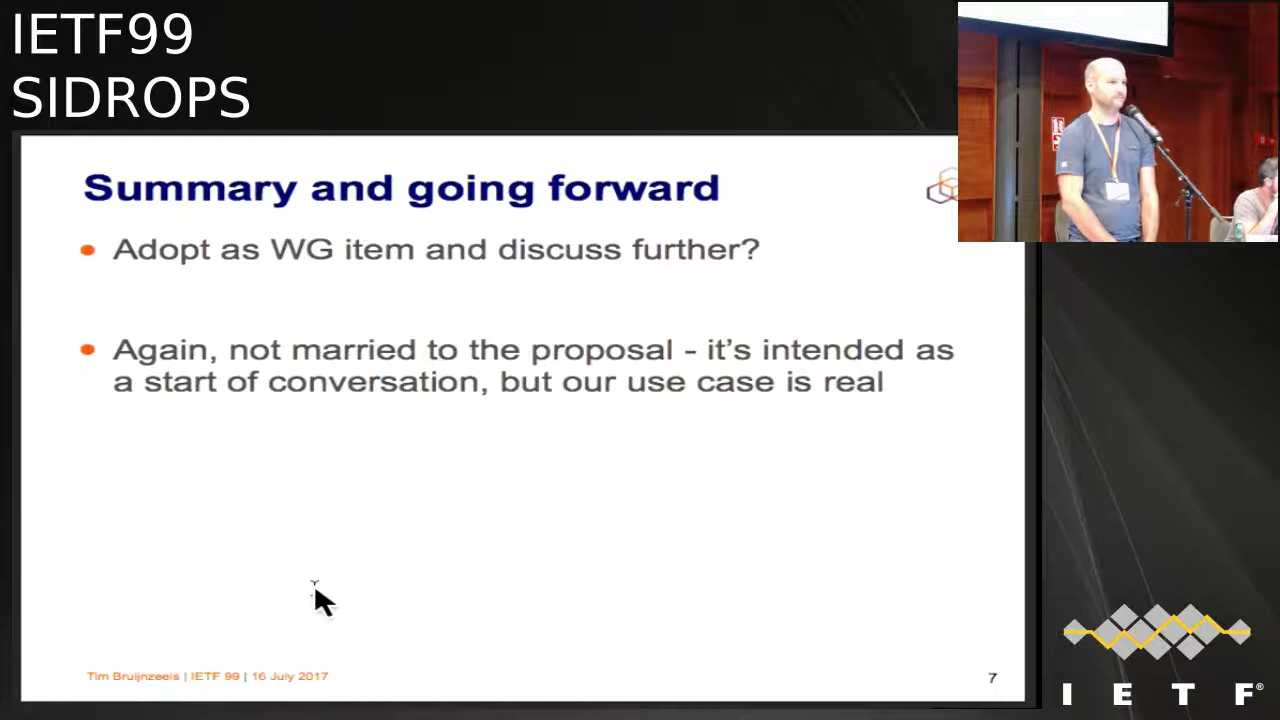 IETF99
SIDROPS
Summary and going forward
Adopt as WG item and discuss further?
Again, not married to the proposal - it's intended as
a start of conversation, but our use case is real
Tim Bruijnzeels | IETF 99 | 16 July 2017
7
I E T F®